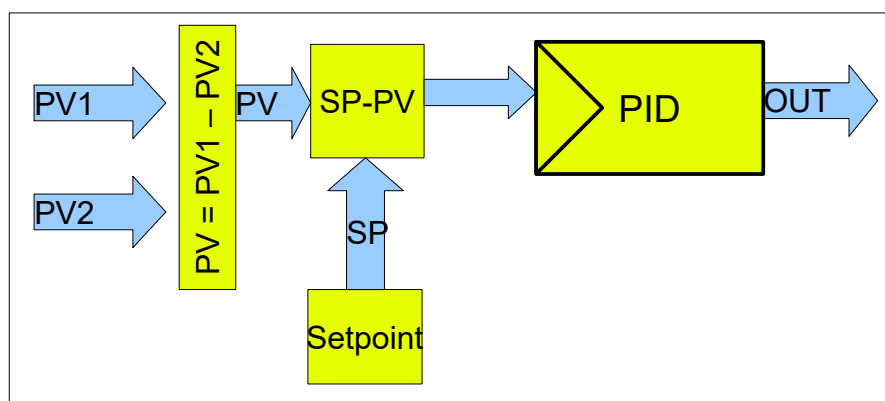 PV1
PV2
PV = PV1 – PV2
PV
SP-PV
SP
Setpoint
PID
OUT